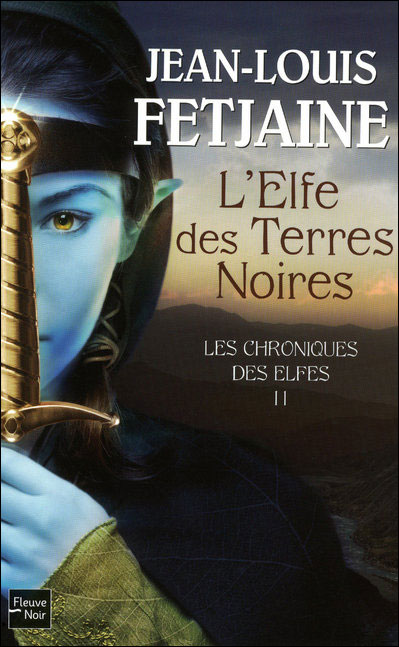 JEAN-LOUIS
FETJAINE
L'Elfe
des Terres
Noires
LES CHRONIQUES
DES ELFES
II
Fleuve
Noir